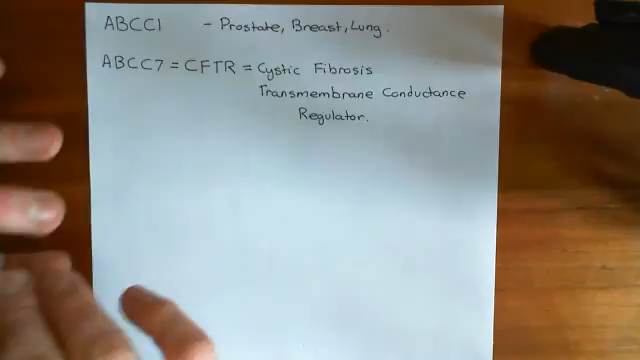 ABCC1 - Prostate, Breast, Lung.
ABCC7 = CFTR = Cystic Fibrosis
Transmembrane Conductance
Regulator.